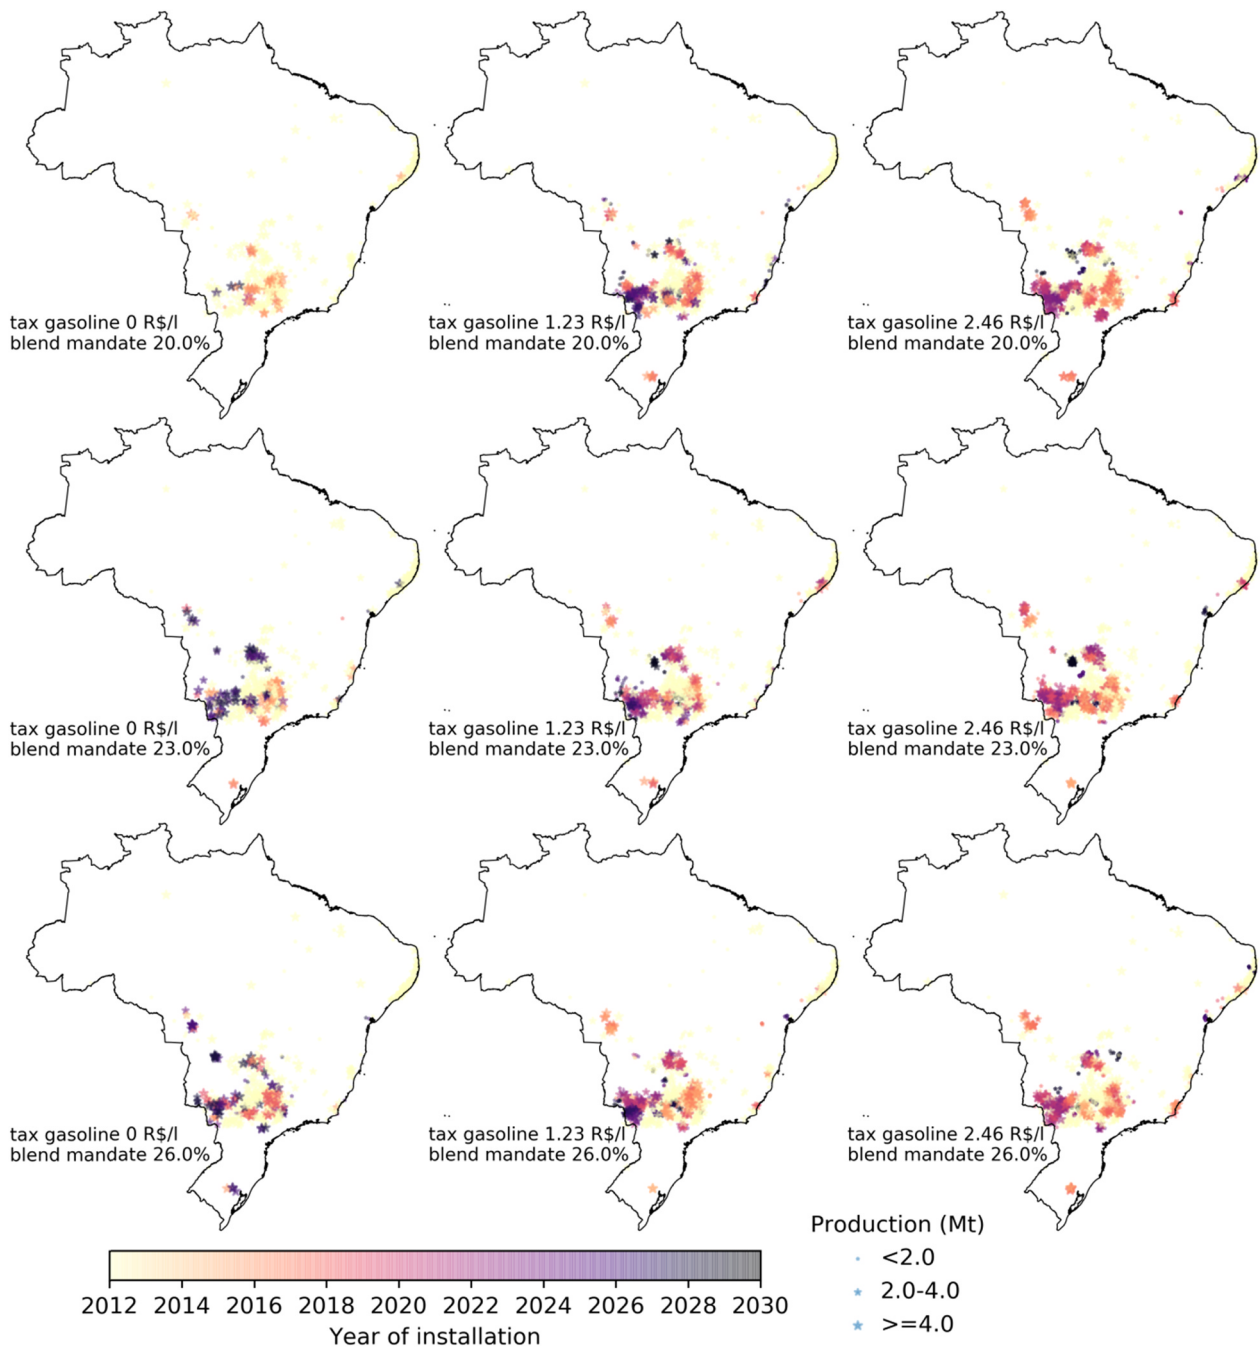 tax gasoline 0 R$/l
blend mandate 20.0%
tax gasoline 1.23 R$/l
blend mandate 20.0%
tax gasoline 2.46 R$/l
blend mandate 20.0%
tax gasoline 0 R$/l
blend mandate 23.0%
tax gasoline 1.23 R$/l
blend mandate 23.0%
tax gasoline 2.46 R$/l
blend mandate 23.0%
tax gasoline 0 R$/l
blend mandate 26.0%
tax gasoline 1.23 R$/l
blend mandate 26.0%
tax gasoline 2.46 R$/l
blend mandate 26.0%
2012 2014 2016 2018 2020 2022 2024 2026 2028 2030
Year of installation
Production (Mt)
<2.0
2.0-4.0
>=4.0